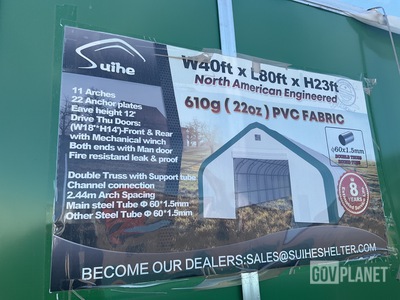 Suihe
W40ft x L80ft x H23ft
North American Engineered
610g ( 22oz ) PVC FABRIC
11 Arches
22 Anchor plates
Eave height 12'
Drive Thu Doors:
(W18'*H14')-Front & Rear
with Mechanical winch
Both ends with Man door
Fire resistand leak & proof
Double Truss with Support tube
Channel connection
2.44m Arch Spacing
Main steel Tube Φ 60*1.5mm
Other Steel Tube Φ 60*1.5mm
ϕ60x1.5mm
DOUBLE TRUSS
8
YEARS
BECOME OUR DEALERS:SALES@SUIHESHELTER.COM
GOVPLANET